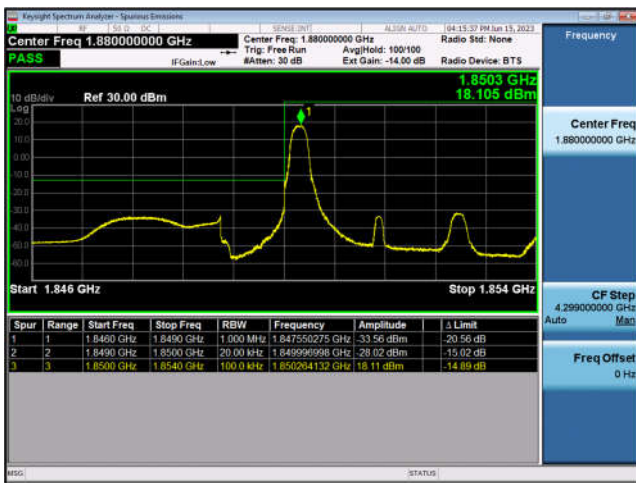 Keysight Spectrum Analyzer - Spurious Emissions
RF 50 Ω DC SENSE:INT ALIGN AUTO 04:15:37 PM Jun 15, 2023
Center Freq 1.880000000 GHz
Center Freq: 1.880000000 GHz
Radio Std: None
Trig: Free Run
Avg|Hold: 100/100
PASS
IFGain:Low
#Atten: 30 dB
Ext Gain: -14.00 dB
Radio Device: BTS
1.8503 GHz
18.105 dBm
10 dB/div Ref 30.00 dBm
Log
1
20.0
10.0
0.00
-10.0
-20.0
-30.0
-40.0
-50.0
-60.0
Start 1.846 GHz Stop 1.854 GHz
Spur Range Start Freq Stop Freq RBW Frequency Amplitude Δ Limit
1 1 1.8460 GHz 1.8490 GHz 1.000 MHz 1.847550275 GHz -33.56 dBm -20.56 dB
2 2 1.8490 GHz 1.8500 GHz 20.00 kHz 1.849996998 GHz -28.02 dBm -15.02 dB
3 3 1.8500 GHz 1.8540 GHz 100.0 kHz 1.850264132 GHz 18.11 dBm -14.89 dB
MSG STATUS
Frequency
Center Freq
1.880000000 GHz
CF Step
4.299000000 GHz
Auto Man
Freq Offset
0 Hz